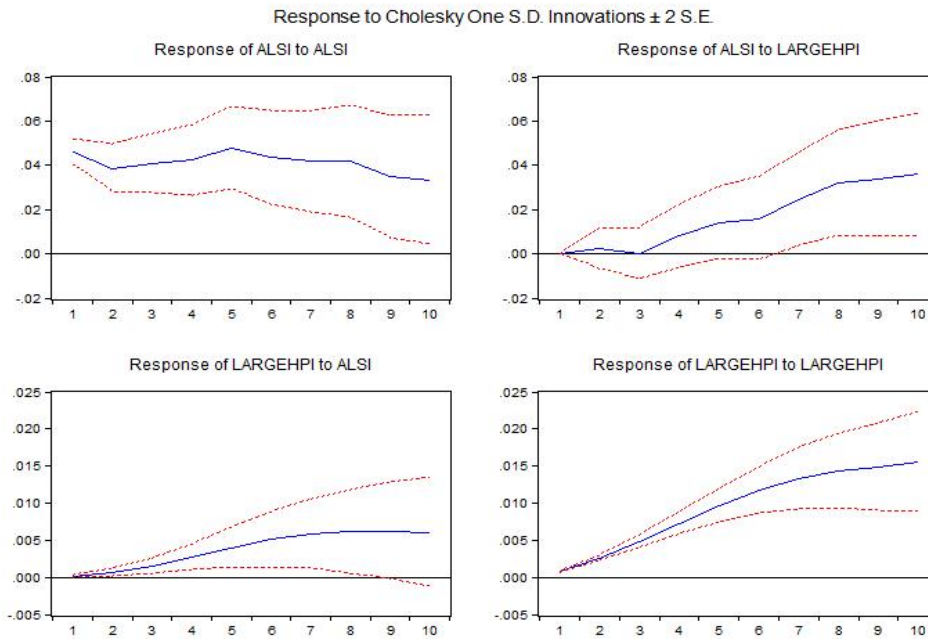 Response to Cholesky One S.D. Innovations ± 2 S.E.
Response of ALSI to ALSI
.08
.06
.04
.02
.00
-.02
1 2 3 4 5 6 7 8 9 10
Response of ALSI to LARGEHPI
.08
.06
.04
.02
.00
-.02
1 2 3 4 5 6 7 8 9 10
Response of LARGEHPI to ALSI
.025
.020
.015
.010
.005
.000
-.005
1 2 3 4 5 6 7 8 9 10
Response of LARGEHPI to LARGEHPI
.025
.020
.015
.010
.005
.000
-.005
1 2 3 4 5 6 7 8 9 10